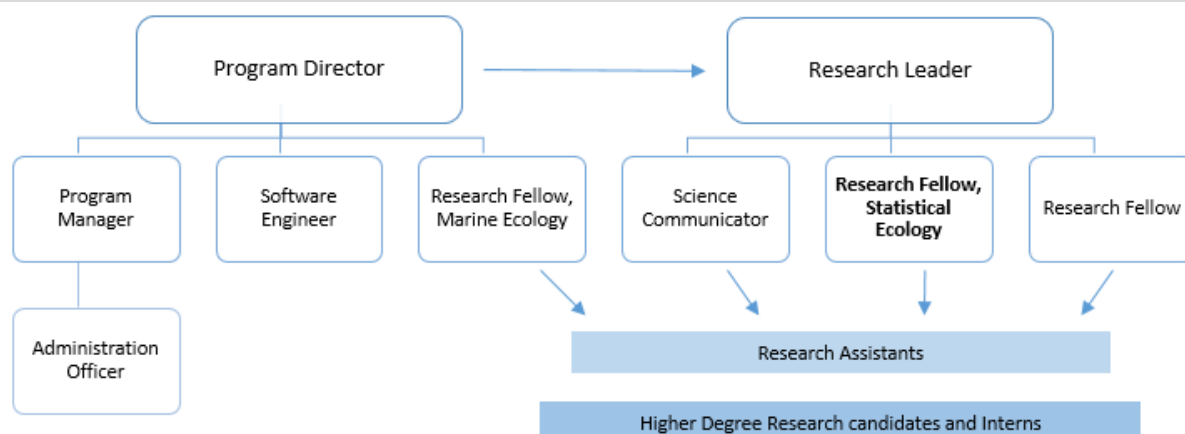 Program Director
Research Leader
Program
Manager
Software
Engineer
Research Fellow,
Marine Ecology
Science
Communicator
Research Fellow,
Statistical
Ecology
Research Fellow
Administration
Officer
Research Assistants
Higher Degree Research candidates and Interns